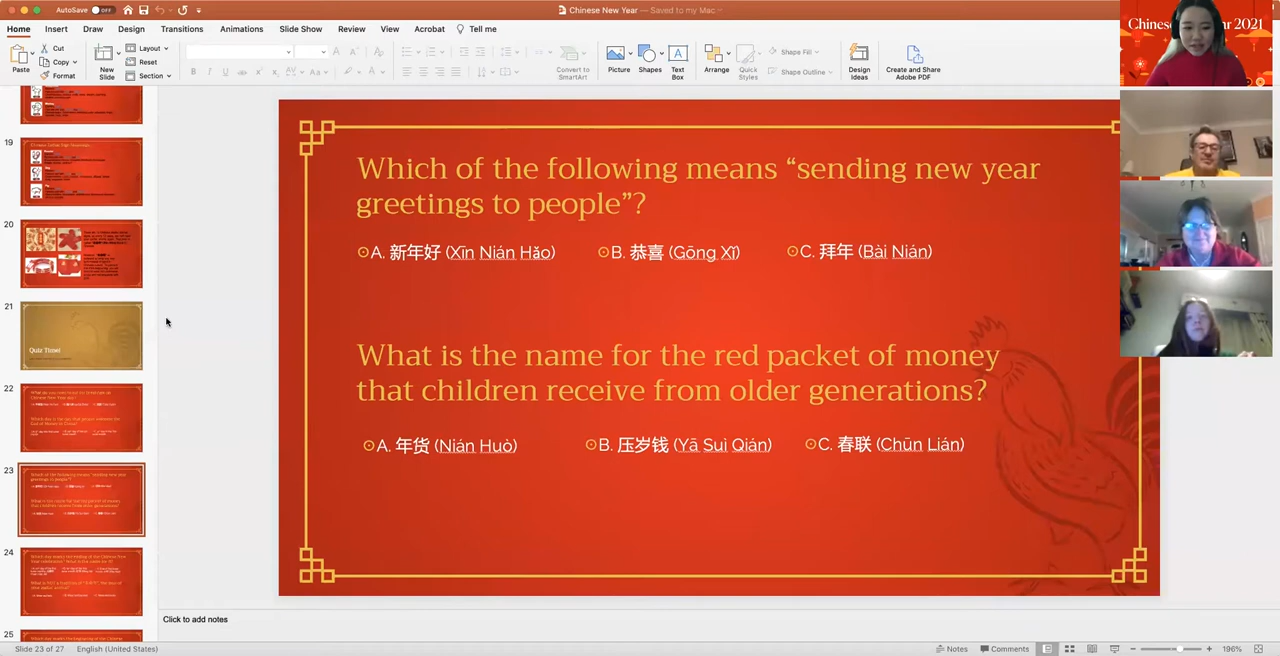 AutoSave OFF
Chinese New Year — Saved to my Mac
Home Insert Draw Design Transitions Animations Slide Show Review View Acrobat Tell me
Paste
Cut
Copy
Format
New Slide
Layout
Reset
Section
Convert to SmartArt
Picture
Shapes
Text Box
Arrange
Quick Styles
Shape Fill
Shape Outline
Design Ideas
Create and Share Adobe PDF
2021
19
20
21
Quiz Time!
22
23
24
25
Which of the following means “sending new year
greetings to people”?
A. 新年好 (Xīn Nián Hǎo) B. 恭喜 (Gōng Xǐ) C. 拜年 (Bài Nián)
What is the name for the red packet of money
that children receive from older generations?
A. 年货 (Nián Huò) B. 压岁钱 (Yā Suì Qián) C. 春联 (Chūn Lián)
Click to add notes
Slide 23 of 27 English (United States) Notes Comments 196%